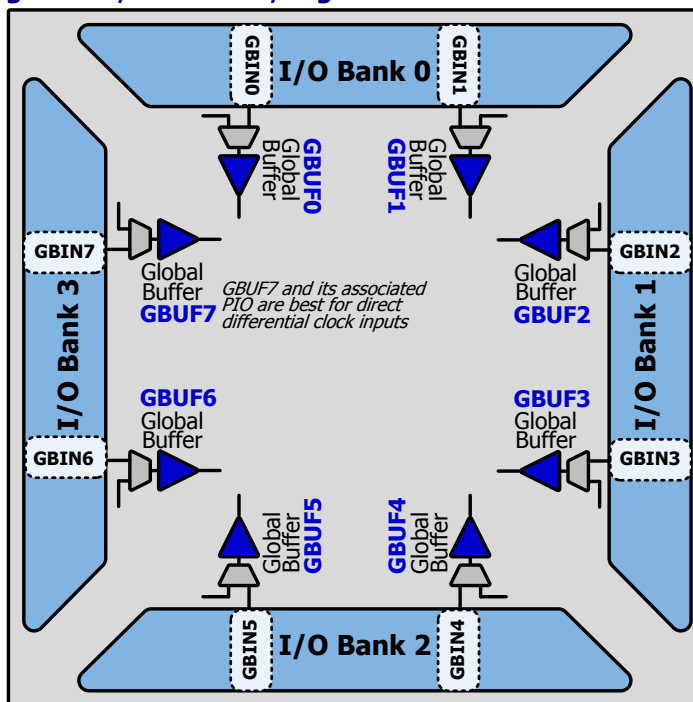 GBIN0
GBIN1
I/O Bank 0
Global
Buffer
GBUF0
Global
Buffer
GBUF1
GBIN7
GBIN2
Global
Buffer
GBUF7
GBUF7 and its associated
PIO are best for direct
differential clock inputs
Global
Buffer
GBUF2
I/O Bank 3
I/O Bank 1
GBUF6
Global
Buffer
GBUF3
Global
Buffer
GBIN6
GBIN3
Global
Buffer
GBUF5
Global
Buffer
GBUF4
GBIN5
I/O Bank 2
GBIN4